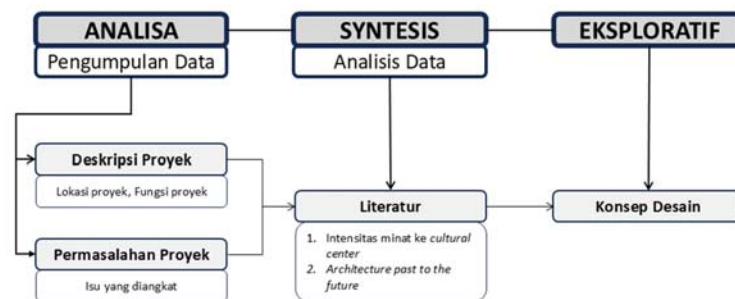 ANALISA
Pengumpulan Data
SYNTESIS
Analisis Data
EKSPLORATIF
Deskripsi Proyek
Lokasi proyek, Fungsi proyek
Permasalahan Proyek
Isu yang diangkat
Literatur
1. Intensitas minat ke cultural
center
2. Architecture past to the
future
Konsep Desain